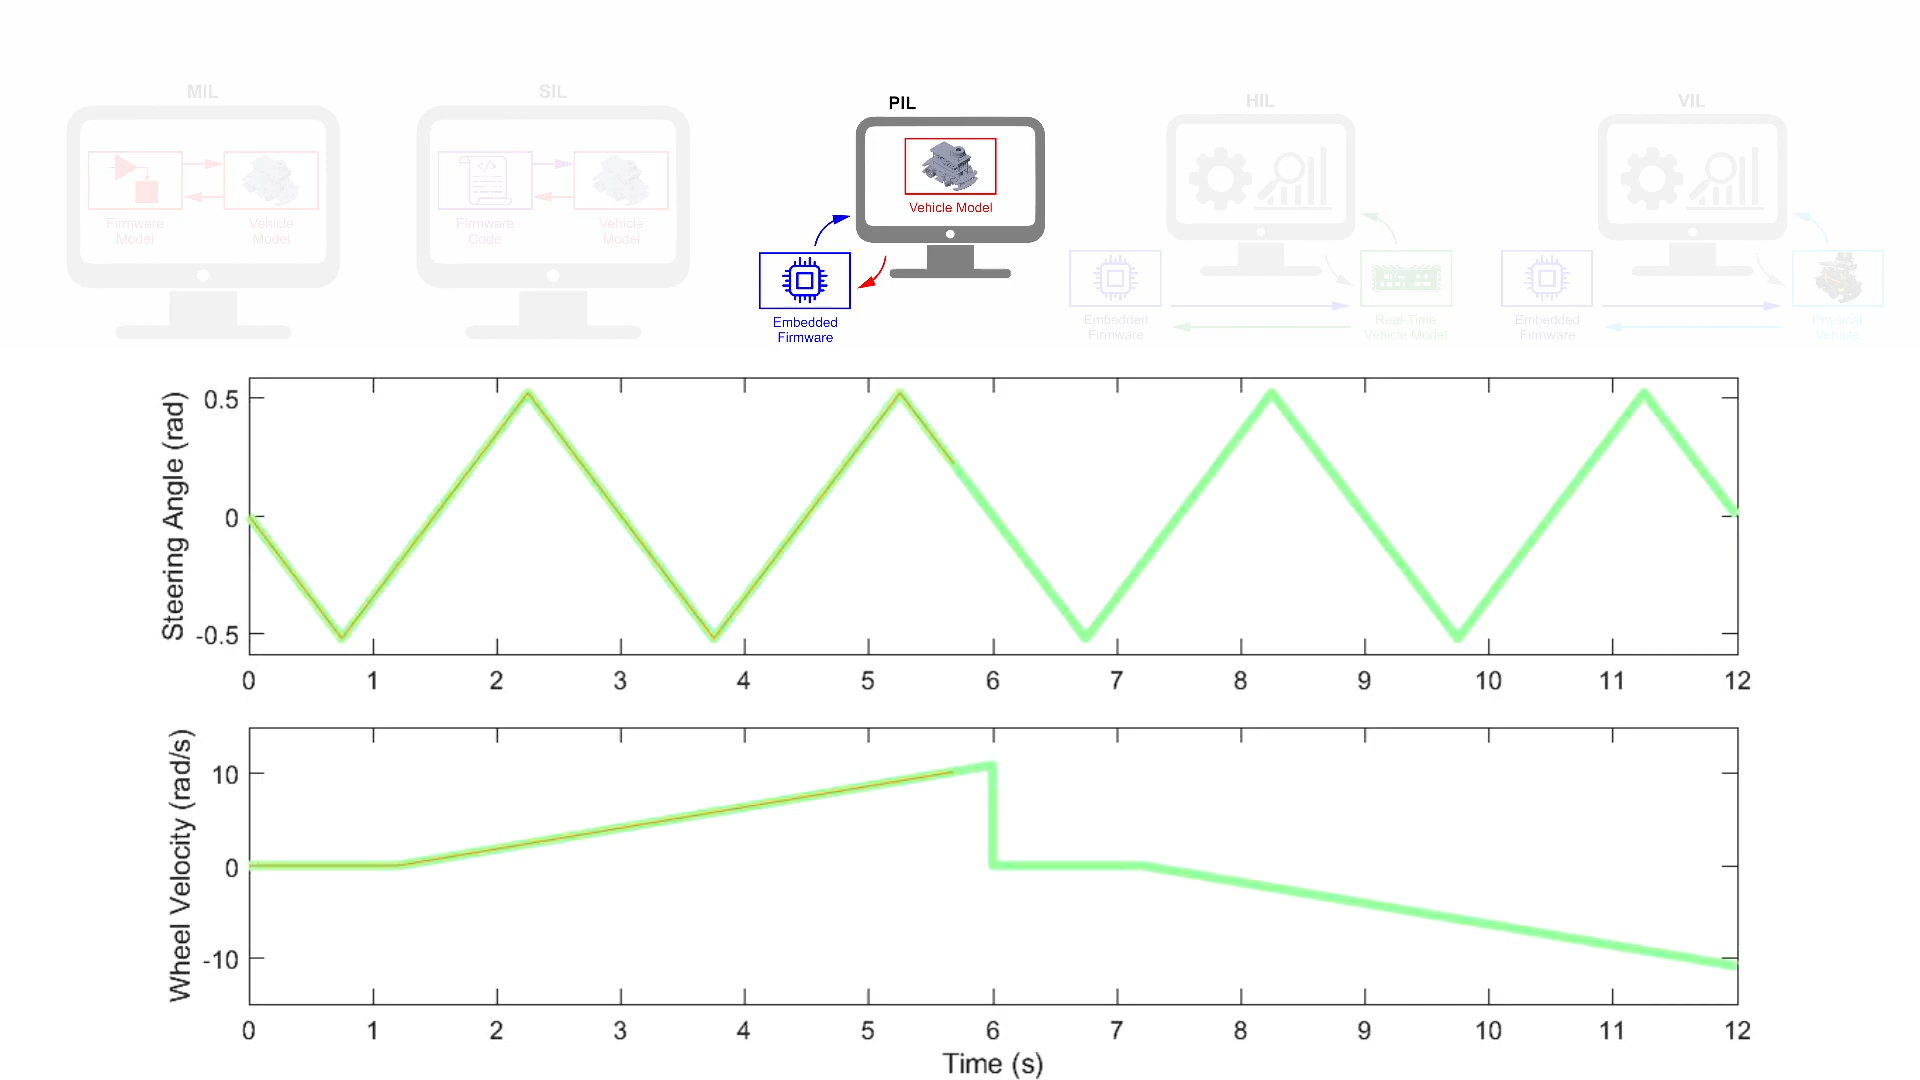 MIL
SIL
PIL
HIL
VIL
Firmware
Model
Vehicle
Model
Firmware
Code
Vehicle
Model
Vehicle Model
Embedded
Firmware
Embedded
Firmware
Real-Time
Vehicle Model
Embedded
Firmware
Physical
Vehicle
Steering Angle (rad)
0.5
0
-0.5
0 1 2 3 4 5 6 7 8 9 10 11 12
Wheel Velocity (rad/s)
10
0
-10
0 1 2 3 4 5 6 7 8 9 10 11 12
Time (s)